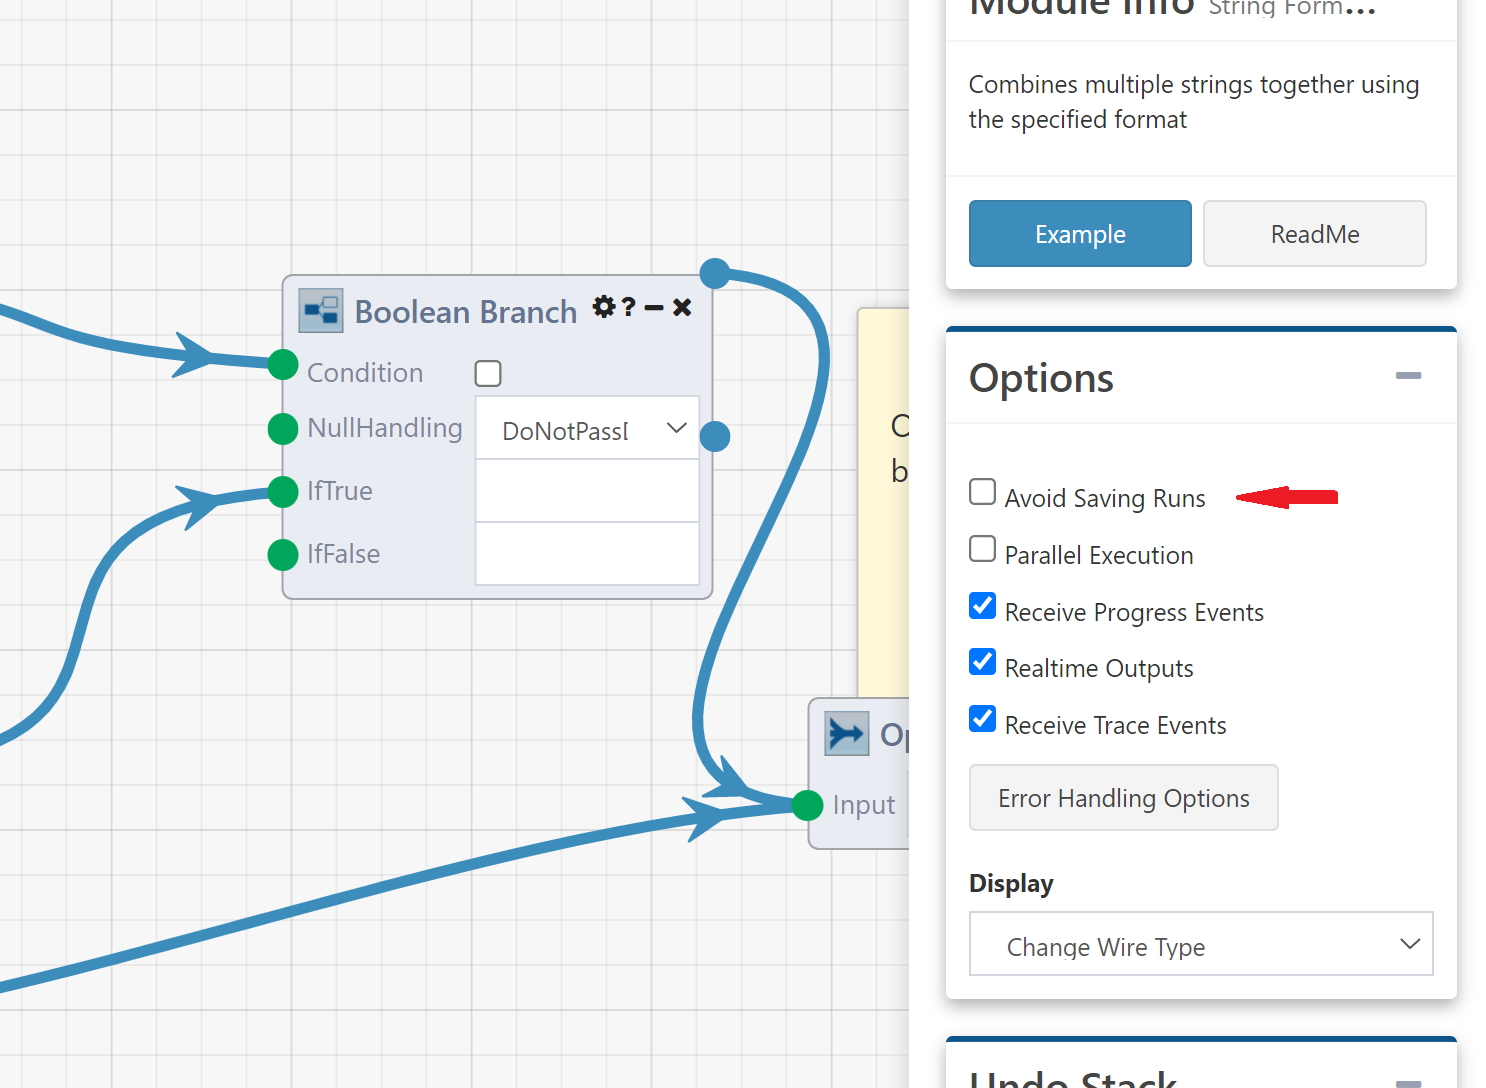 Module Info String Form...
Combines multiple strings together using
the specified format
Example ReadMe
Boolean Branch ?
Condition
NullHandling DoNotPass
IfTrue
IfFalse
Options
Avoid Saving Runs
Parallel Execution
Receive Progress Events
Realtime Outputs
Receive Trace Events
Error Handling Options
Input
Display
Change Wire Type
Undo Stack